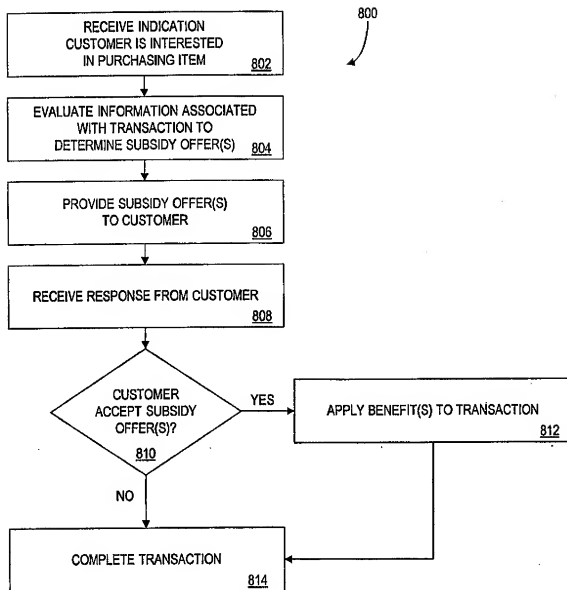 800
RECEIVE INDICATION
CUSTOMER IS INTERESTED
IN PURCHASING ITEM
802
EVALUATE INFORMATION ASSOCIATED
WITH TRANSACTION TO
DETERMINE SUBSIDY OFFER(S)
804
PROVIDE SUBSIDY OFFER(S)
TO CUSTOMER
806
RECEIVE RESPONSE FROM CUSTOMER
808
CUSTOMER
ACCEPT SUBSIDY
OFFER(S)?
810
YES
APPLY BENEFIT(S) TO TRANSACTION
812
NO
COMPLETE TRANSACTION
814